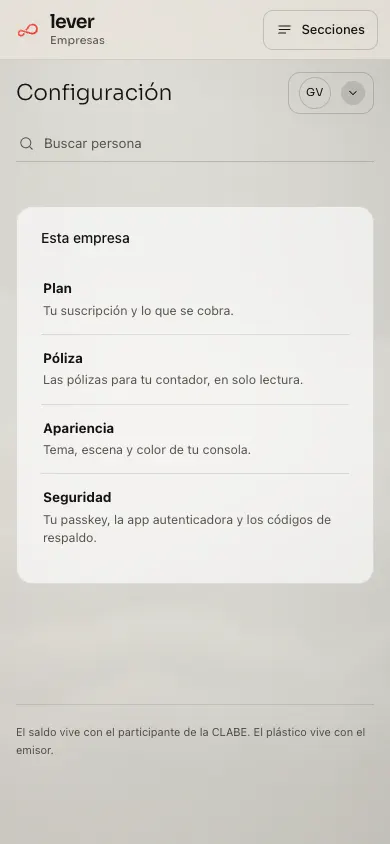 lever
Empresas
Secciones
Configuración
GV
Buscar persona
Esta empresa
Plan
Tu suscripción y lo que se cobra.
Póliza
Las pólizas para tu contador, en solo lectura.
Apariencia
Tema, escena y color de tu consola.
Seguridad
Tu passkey, la app autenticadora y los códigos de
respaldo.
El saldo vive con el participante de la CLABE. El plástico vive con el
emisor.